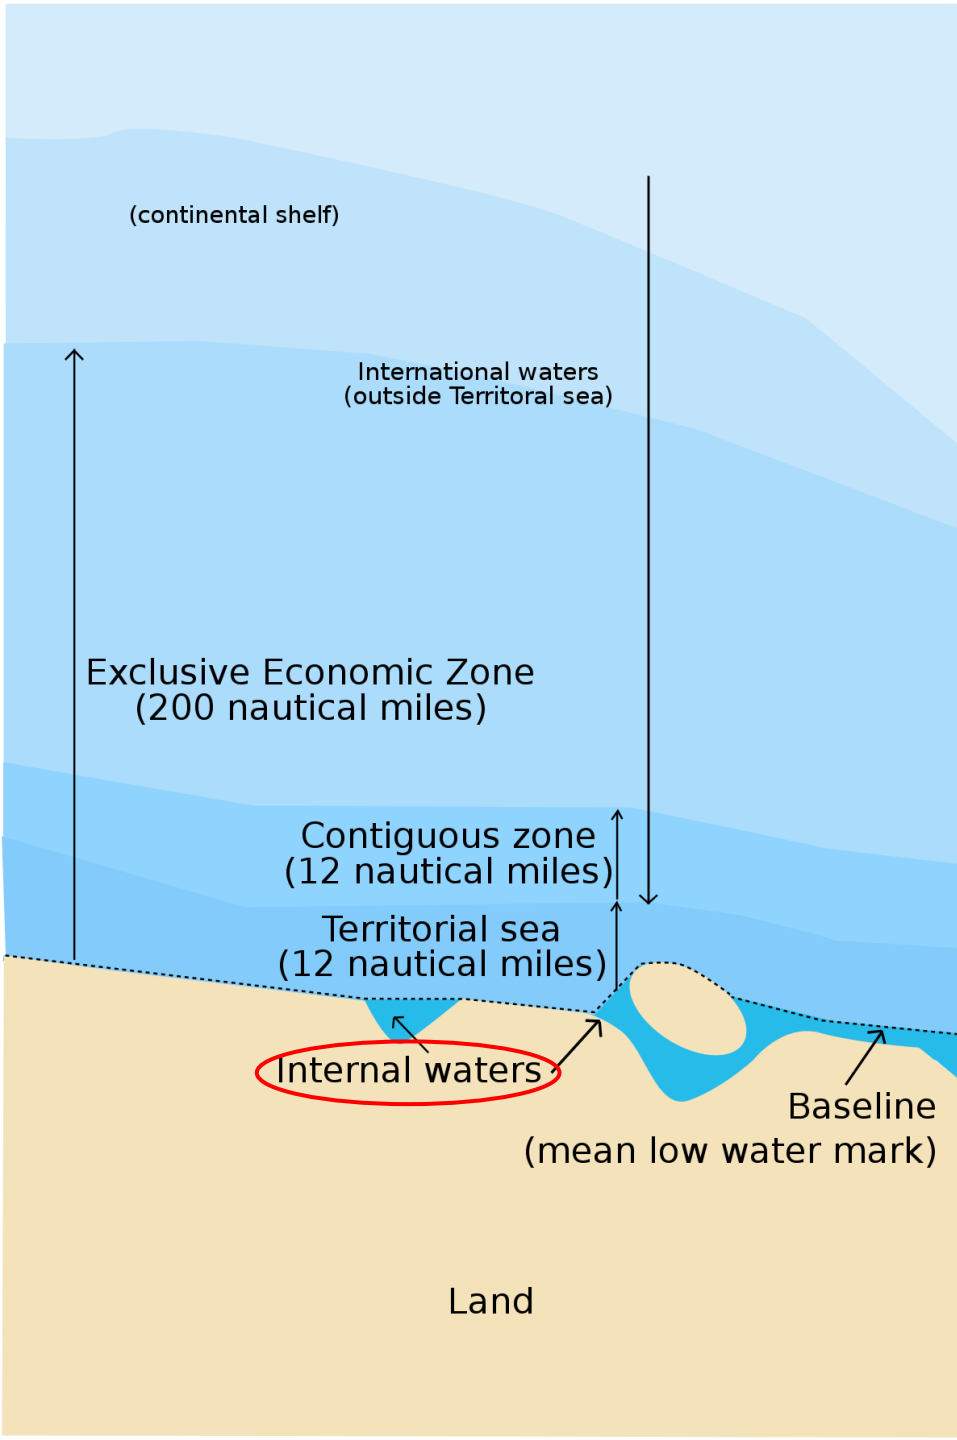 (continental shelf)
International waters
(outside Territoral sea)
Exclusive Economic Zone
(200 nautical miles)
Contiguous zone
(12 nautical miles)
Territorial sea
(12 nautical miles)
Internal waters
Baseline
(mean low water mark)
Land